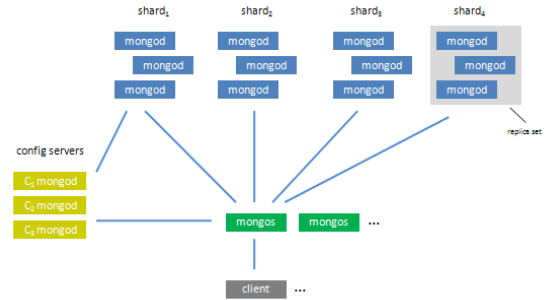 shard₁ shard₂ shard₃ shard₄
mongod mongod mongod mongod
mongod mongod mongod mongod
mongod mongod mongod mongod
replica set
config servers
C₁ mongod
C₂ mongod
C₃ mongod
mongos mongos ...
client ...